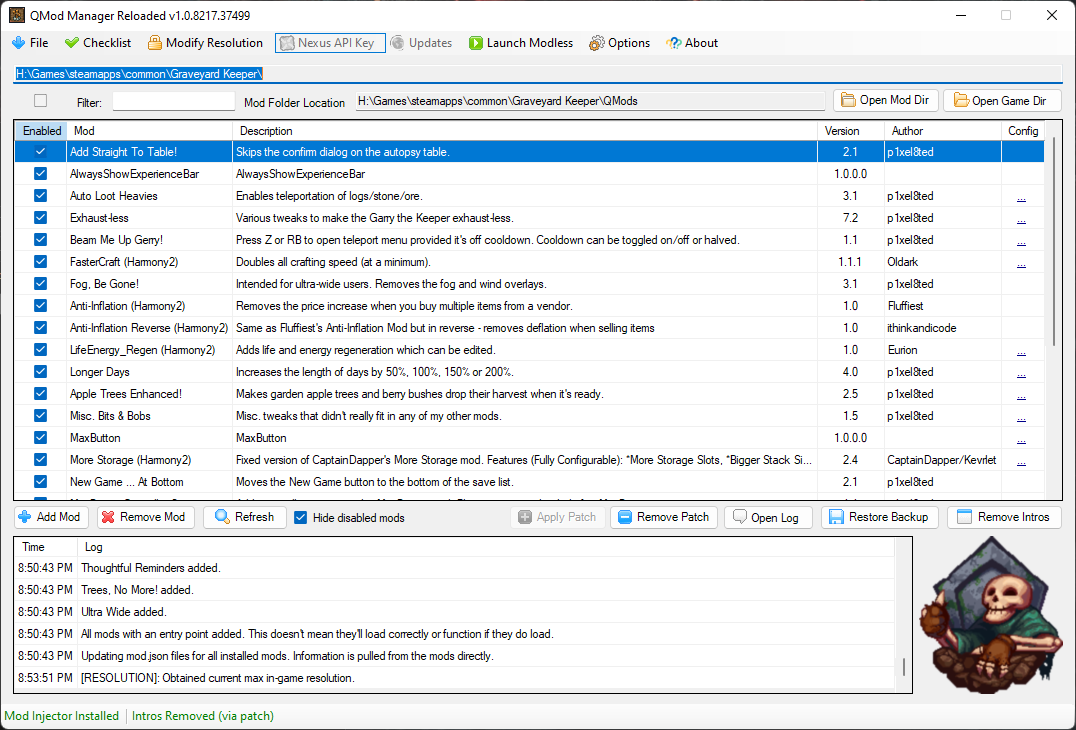 QMod Manager Reloaded v1.0.8217.37499
File Checklist Modify Resolution Nexus API Key Updates Launch Modless Options About
H:\Games\steamapps\common\Graveyard Keeper\
Filter: Mod Folder Location H:\Games\steamapps\common\Graveyard Keeper\QMods Open Mod Dir Open Game Dir
Enabled Mod Description Version Author Config
Add Straight To Table! Skips the confirm dialog on the autopsy table. 2.1 p1xel8ted
AlwaysShowExperienceBar AlwaysShowExperienceBar 1.0.0.0
Auto Loot Heavies Enables teleportation of logs/stone/ore. 3.1 p1xel8ted ...
Exhaust-less Various tweaks to make the Garry the Keeper exhaust-less. 7.2 p1xel8ted ...
Beam Me Up Gerry! Press Z or RB to open teleport menu provided it's off cooldown. Cooldown can be toggled on/off or halved. 1.1 p1xel8ted ...
FasterCraft (Harmony2) Doubles all crafting speed (at a minimum). 1.1.1 Oldark ...
Fog, Be Gone! Intended for ultra-wide users. Removes the fog and wind overlays. 3.1 p1xel8ted
Anti-Inflation (Harmony2) Removes the price increase when you buy multiple items from a vendor. 1.0 Fluffiest
Anti-Inflation Reverse (Harmony2) Same as Fluffiest's Anti-Inflation Mod but in reverse - removes deflation when selling items 1.0 ithinkandicode
LifeEnergy_Regen (Harmony2) Adds life and energy regeneration which can be edited. 1.0 Eurion ...
Longer Days Increases the length of days by 50%, 100%, 150% or 200%. 4.0 p1xel8ted ...
Apple Trees Enhanced! Makes garden apple trees and berry bushes drop their harvest when it's ready. 2.5 p1xel8ted ...
Misc. Bits & Bobs Misc. tweaks that didn't really fit in any of my other mods. 1.5 p1xel8ted ...
MaxButton MaxButton 1.0.0.0 ...
More Storage (Harmony2) Fixed version of CaptainDapper's More Storage mod. Features (Fully Configurable): *More Storage Slots, *Bigger Stack Si... 2.4 CaptainDapper/Kevrlet ...
New Game ... At Bottom Moves the New Game button to the bottom of the save list. 2.1 p1xel8ted
Add Mod Remove Mod Refresh Hide disabled mods Apply Patch Remove Patch Open Log Restore Backup Remove Intros
Time Log
8:50:43 PM Thoughtful Reminders added.
8:50:43 PM Trees, No More! added.
8:50:43 PM Ultra Wide added.
8:50:43 PM All mods with an entry point added. This doesn't mean they'll load correctly or function if they do load.
8:50:43 PM Updating mod.json files for all installed mods. Information is pulled from the mods directly.
8:53:51 PM [RESOLUTION]: Obtained current max in-game resolution.
Mod Injector Installed Intros Removed (via patch)